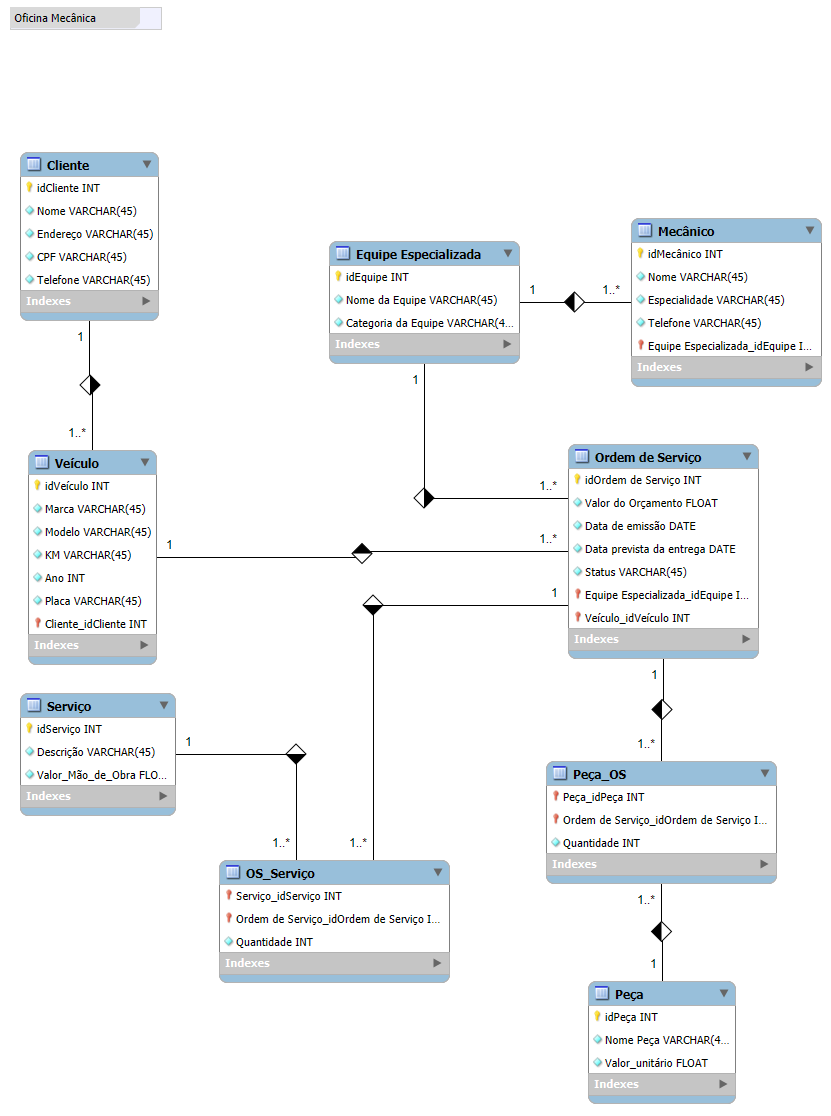 Oficina Mecânica
Cliente
idCliente INT
Nome VARCHAR(45)
Endereço VARCHAR(45)
CPF VARCHAR(45)
Telefone VARCHAR(45)
Indexes
1
1..*
Equipe Especializada
idEquipe INT
Nome da Equipe VARCHAR(45)
Categoria da Equipe VARCHAR(4...
Indexes
1
1..*
Mecânico
idMecânico INT
Nome VARCHAR(45)
Especialidade VARCHAR(45)
Telefone VARCHAR(45)
Equipe Especializada_idEquipe I...
Indexes
1
1..*
Veículo
idVeículo INT
Marca VARCHAR(45)
Modelo VARCHAR(45)
KM VARCHAR(45)
Ano INT
Placa VARCHAR(45)
Cliente_idCliente INT
Indexes
1
1..*
1
Ordem de Serviço
idOrdem de Serviço INT
Valor do Orçamento FLOAT
Data de emissão DATE
Data prevista da entrega DATE
Status VARCHAR(45)
Equipe Especializada_idEquipe I...
Veículo_idVeículo INT
Indexes
1
1..*
Serviço
idServiço INT
Descrição VARCHAR(45)
Valor_Mão_de_Obra FLO...
Indexes
1
1..*
1..*
Peça_OS
Peça_idPeça INT
Ordem de Serviço_idOrdem de Serviço I...
Quantidade INT
Indexes
1..*
1
OS_Serviço
Serviço_idServiço INT
Ordem de Serviço_idOrdem de Serviço I...
Quantidade INT
Indexes
Peça
idPeça INT
Nome Peça VARCHAR(4...
Valor_unitário FLOAT
Indexes